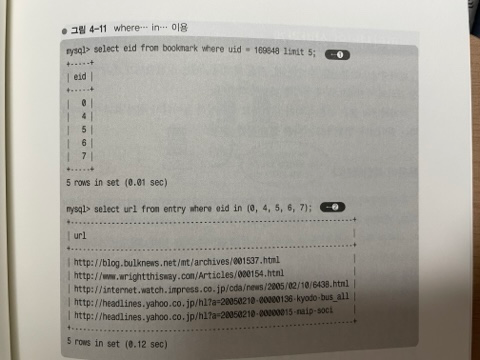 ● 그림 4-11 where… in… 이용
mysql> select eid from bookmark where uid = 169848 limit 5; ①
+-----+
| eid |
+-----+
| 0 |
| 4 |
| 5 |
| 6 |
| 7 |
5 rows in set (0.01 sec)
mysql> select url from entry where eid in (0, 4, 5, 6, 7); ②
| url
| http://blog.bulknews.net/mt/archives/001537.html
| http://www.wrightthisway.com/Articles/000154.html
| http://internet.watch.impress.co.jp/cda/news/2005/02/10/6438.html |
| http://headlines.yahoo.co.jp/hl?a=20050210-00000136-kyodo-bus_all |
| http://headlines.yahoo.co.jp/hl?a=20050210-00000015-maip-soci |
5 rows in set (0.12 sec)